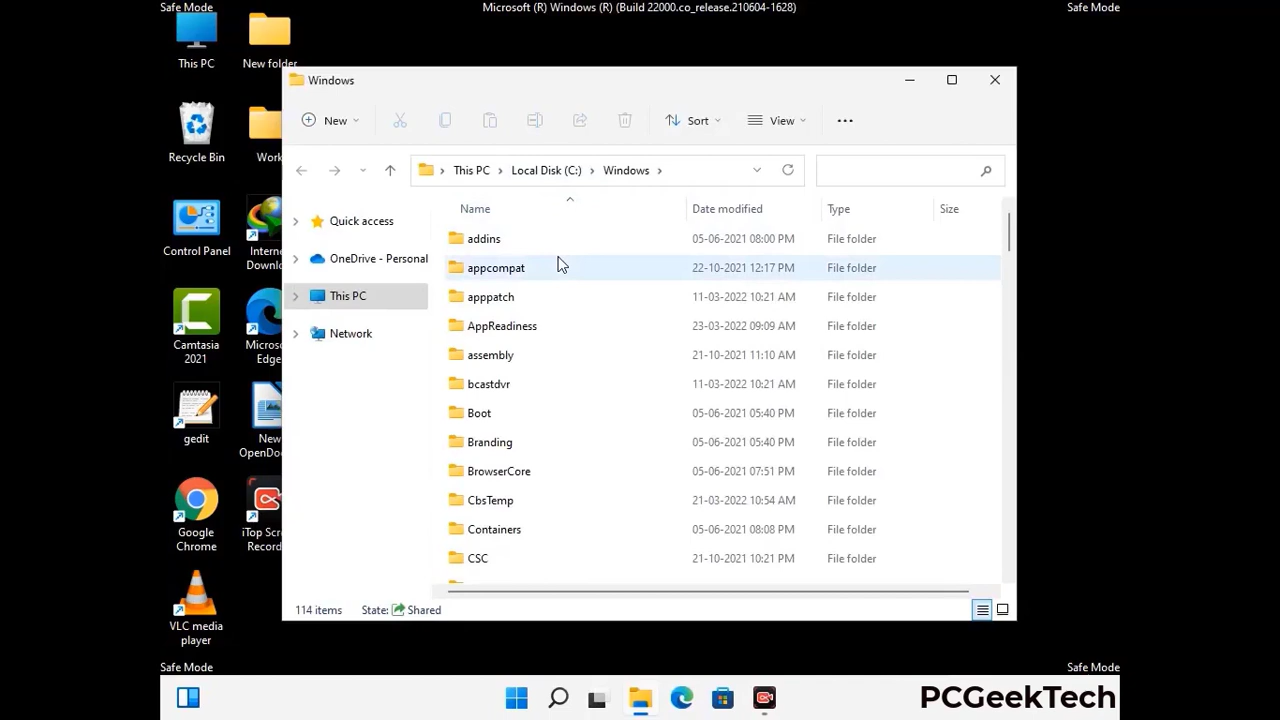 Safe Mode
Microsoft (R) Windows (R) (Build 22000.co_release.210604-1628)
Safe Mode
This PC
New folder
Recycle Bin
Work
Control Panel
Internet
Downlo
Camtasia
2021
Micros
Edge
gedit
New
OpenDo
Google
Chrome
iTop Scre
Record
VLC media
player
Windows
New
Sort
View
This PC > Local Disk (C:) > Windows >
Quick access
OneDrive - Personal
This PC
Network
Name Date modified Type Size
addins 05-06-2021 08:00 PM File folder
appcompat 22-10-2021 12:17 PM File folder
apppatch 11-03-2022 10:21 AM File folder
AppReadiness 23-03-2022 09:09 AM File folder
assembly 21-10-2021 11:10 AM File folder
bcastdvr 11-03-2022 10:21 AM File folder
Boot 05-06-2021 05:40 PM File folder
Branding 05-06-2021 05:40 PM File folder
BrowserCore 05-06-2021 07:51 PM File folder
CbsTemp 21-03-2022 10:54 AM File folder
Containers 05-06-2021 08:08 PM File folder
CSC 21-10-2021 10:21 PM File folder
114 items State: Shared
Safe Mode
Safe Mode
PCGeekTech